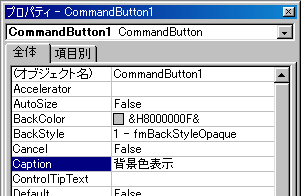 プロパティ - CommandButton1
CommandButton1 CommandButton
全体 項目別
(オブジェクト名) CommandButton1
Accelerator
AutoSize False
BackColor &H8000000F&
BackStyle 1 - fmBackStyleOpaque
Cancel False
Caption 背景色表示
ControlTipText
Default False